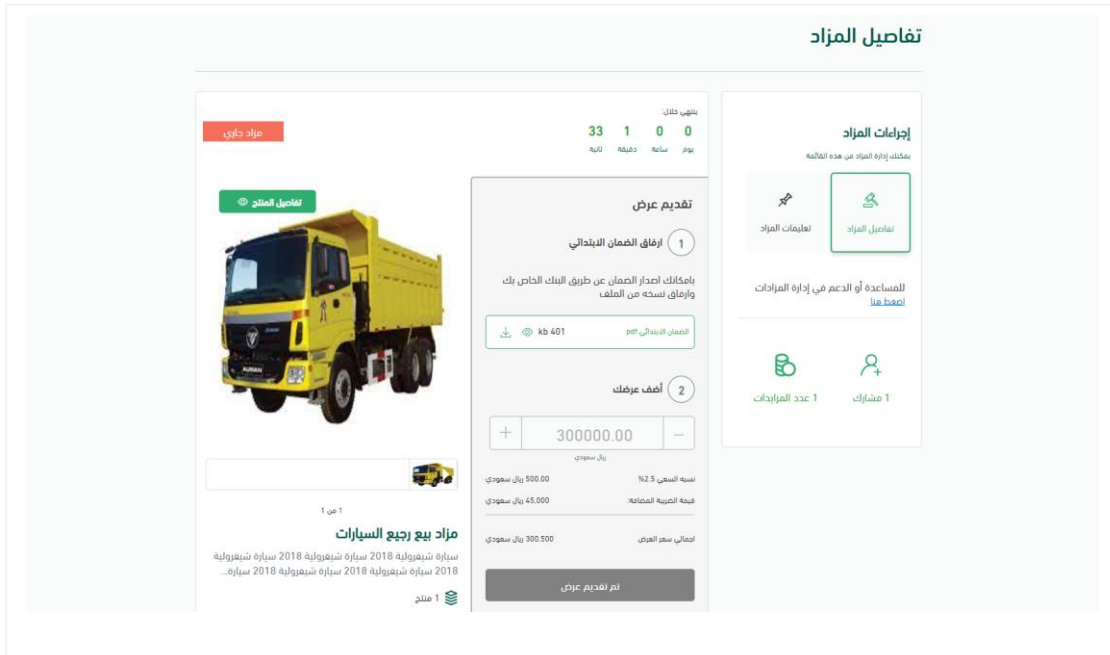 تفاصيل المزاد
إجراءات المزاد
يمكنك إدارة المزاد من هذه القائمة
تفاصيل المزاد
تعليمات المزاد
للمساعدة أو الدعم في إدارة المزادات
اضغط هنا
1 مشارك
1 عدد المزايدات
ينتهي خلال:
0 0 1 33
يوم ساعة دقيقة ثانية
مزاد جاري
تقديم عرض
1 ارفاق الضمان الابتدائي
بامكانك اصدار الضمان عن طريق البنك الخاص بك
وارفاق نسخه من الملف
الضمان الابتدائي.pdf 401 kb
2 أضف عرضك
− 300000.00 +
ريال سعودي
نسبه السعي 2.5% 500.00 ريال سعودي
قيمة الضريبه المضافة: 45,000 ريال سعودي
اجمالي سعر العرض 300,500 ريال سعودي
تم تقديم عرض
تفاصيل المنتج
AUMAN
1 من 1
مزاد بيع رجيع السيارات
سيارة شيفرولية 2018 سيارة شيفرولية 2018 سيارة شيفرولية
2018 سيارة شيفرولية 2018 سيارة شيفرولية 2018 سيارة...
1 منتج